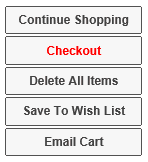 Continue Shopping
Checkout
Delete All Items
Save To Wish List
Email Cart